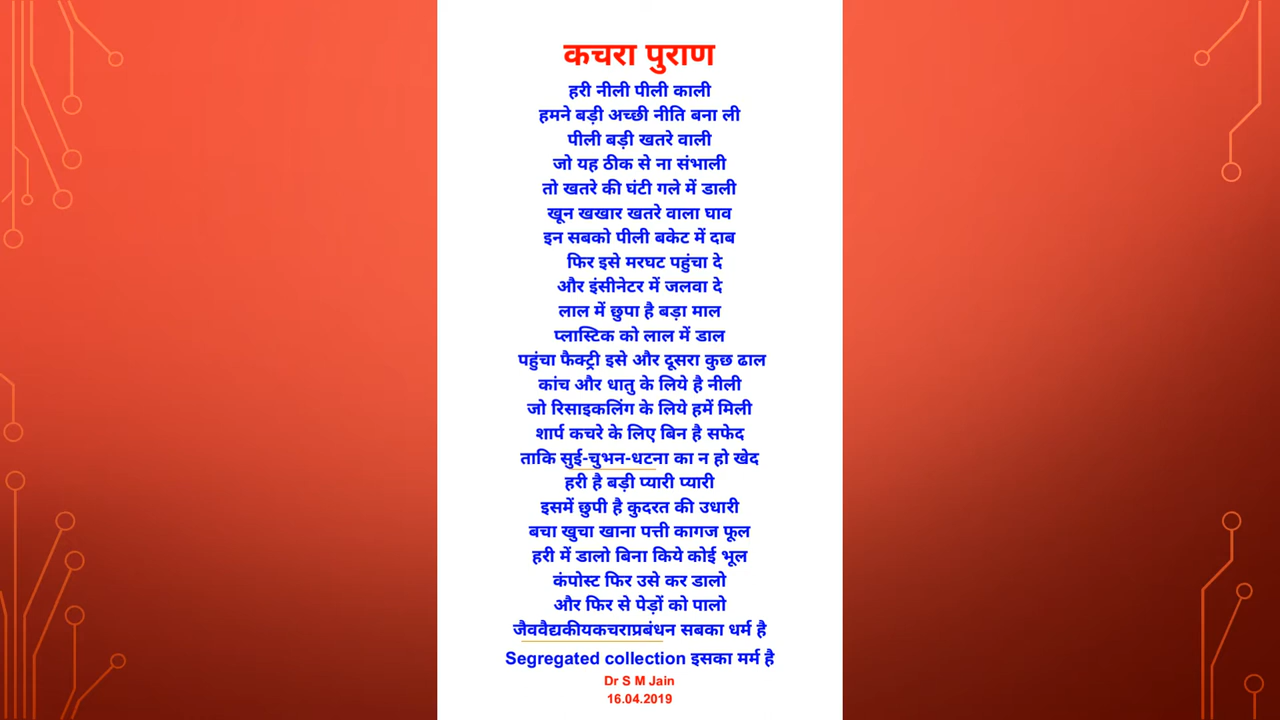 कचरा पुराण
हरी नीली पीली काली
हमने बड़ी अच्छी नीति बना ली
पीली बड़ी खतरे वाली
जो यह ठीक से ना संभाली
तो खतरे की घंटी गले में डाली
खून खखार खतरे वाला घाव
इन सबको पीली बकेट में दाब
फिर इसे मरघट पहुंचा दे
और इंसीनेटर में जलवा दे
लाल में छुपा है बड़ा माल
प्लास्टिक को लाल में डाल
पहुंचा फैक्ट्री इसे और दूसरा कुछ ढाल
कांच और धातु के लिये है नीली
जो रिसाइकलिंग के लिये हमें मिली
शार्प कचरे के लिए बिन है सफेद
ताकि सुई-चुभन-धटना का न हो खेद
हरी है बड़ी प्यारी प्यारी
इसमें छुपी है कुदरत की उधारी
बचा खुचा खाना पत्ती कागज फूल
हरी में डालो बिना किये कोई भूल
कंपोस्ट फिर उसे कर डालो
और फिर से पेड़ों को पालो
जैववैद्यकीयकचराप्रबंधन सबका धर्म है
Segregated collection इसका मर्म है
Dr S M Jain
16.04.2019